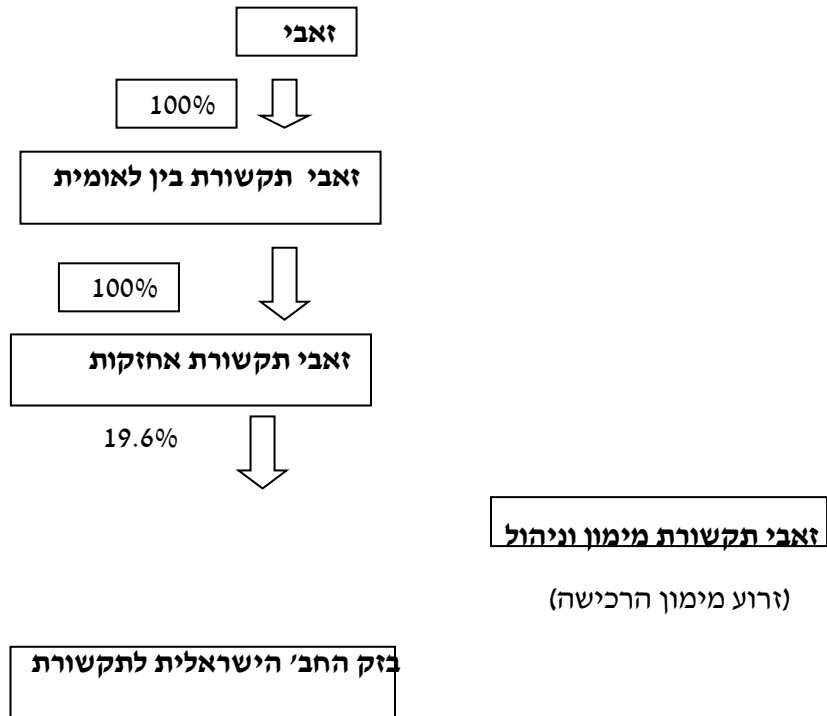 זאבי
100%
זאבי תקשורת בין לאומית
100%
זאבי תקשורת אחזקות
19.6%
זאבי תקשורת מימון וניהול
(זרוע מימון הרכישה)
בזק החב' הישראלית לתקשורת